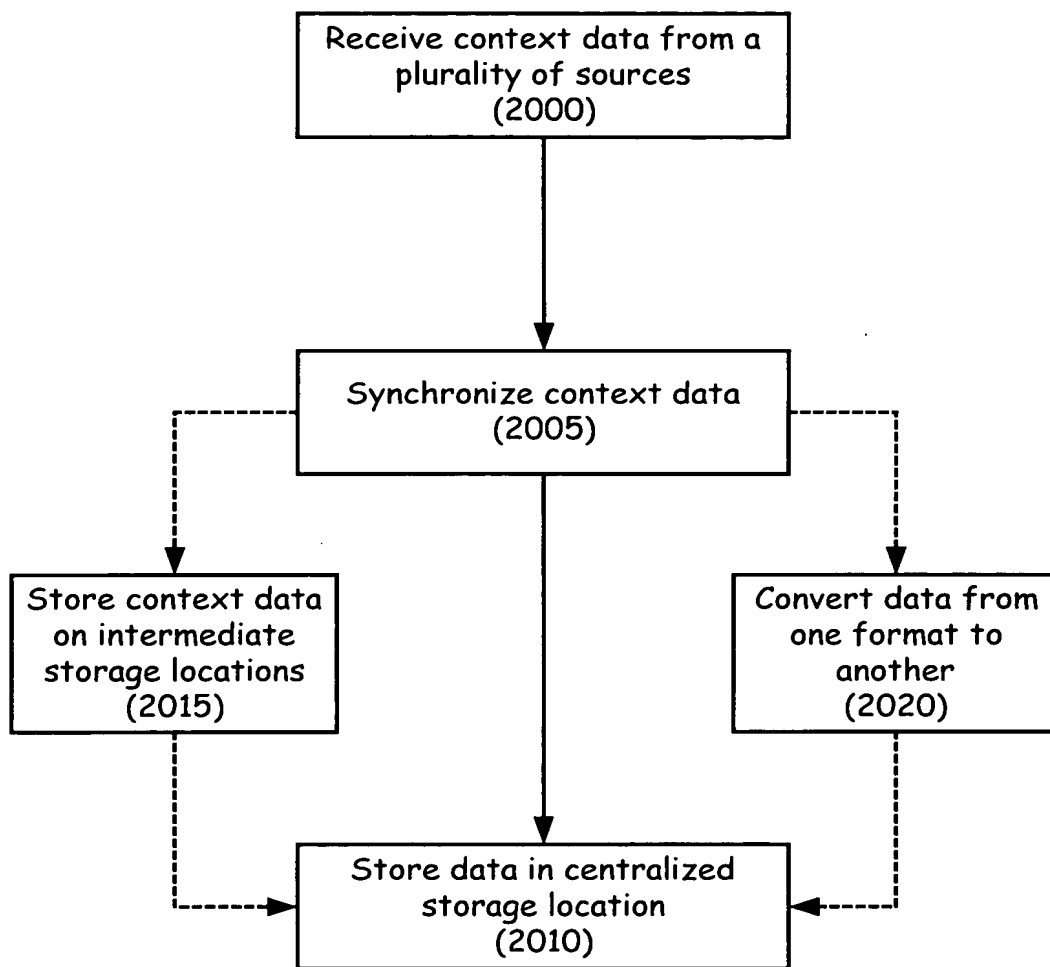 Receive context data from a
plurality of sources
(2000)
Synchronize context data
(2005)
Store context data
on intermediate
storage locations
(2015)
Convert data from
one format to
another
(2020)
Store data in centralized
storage location
(2010)